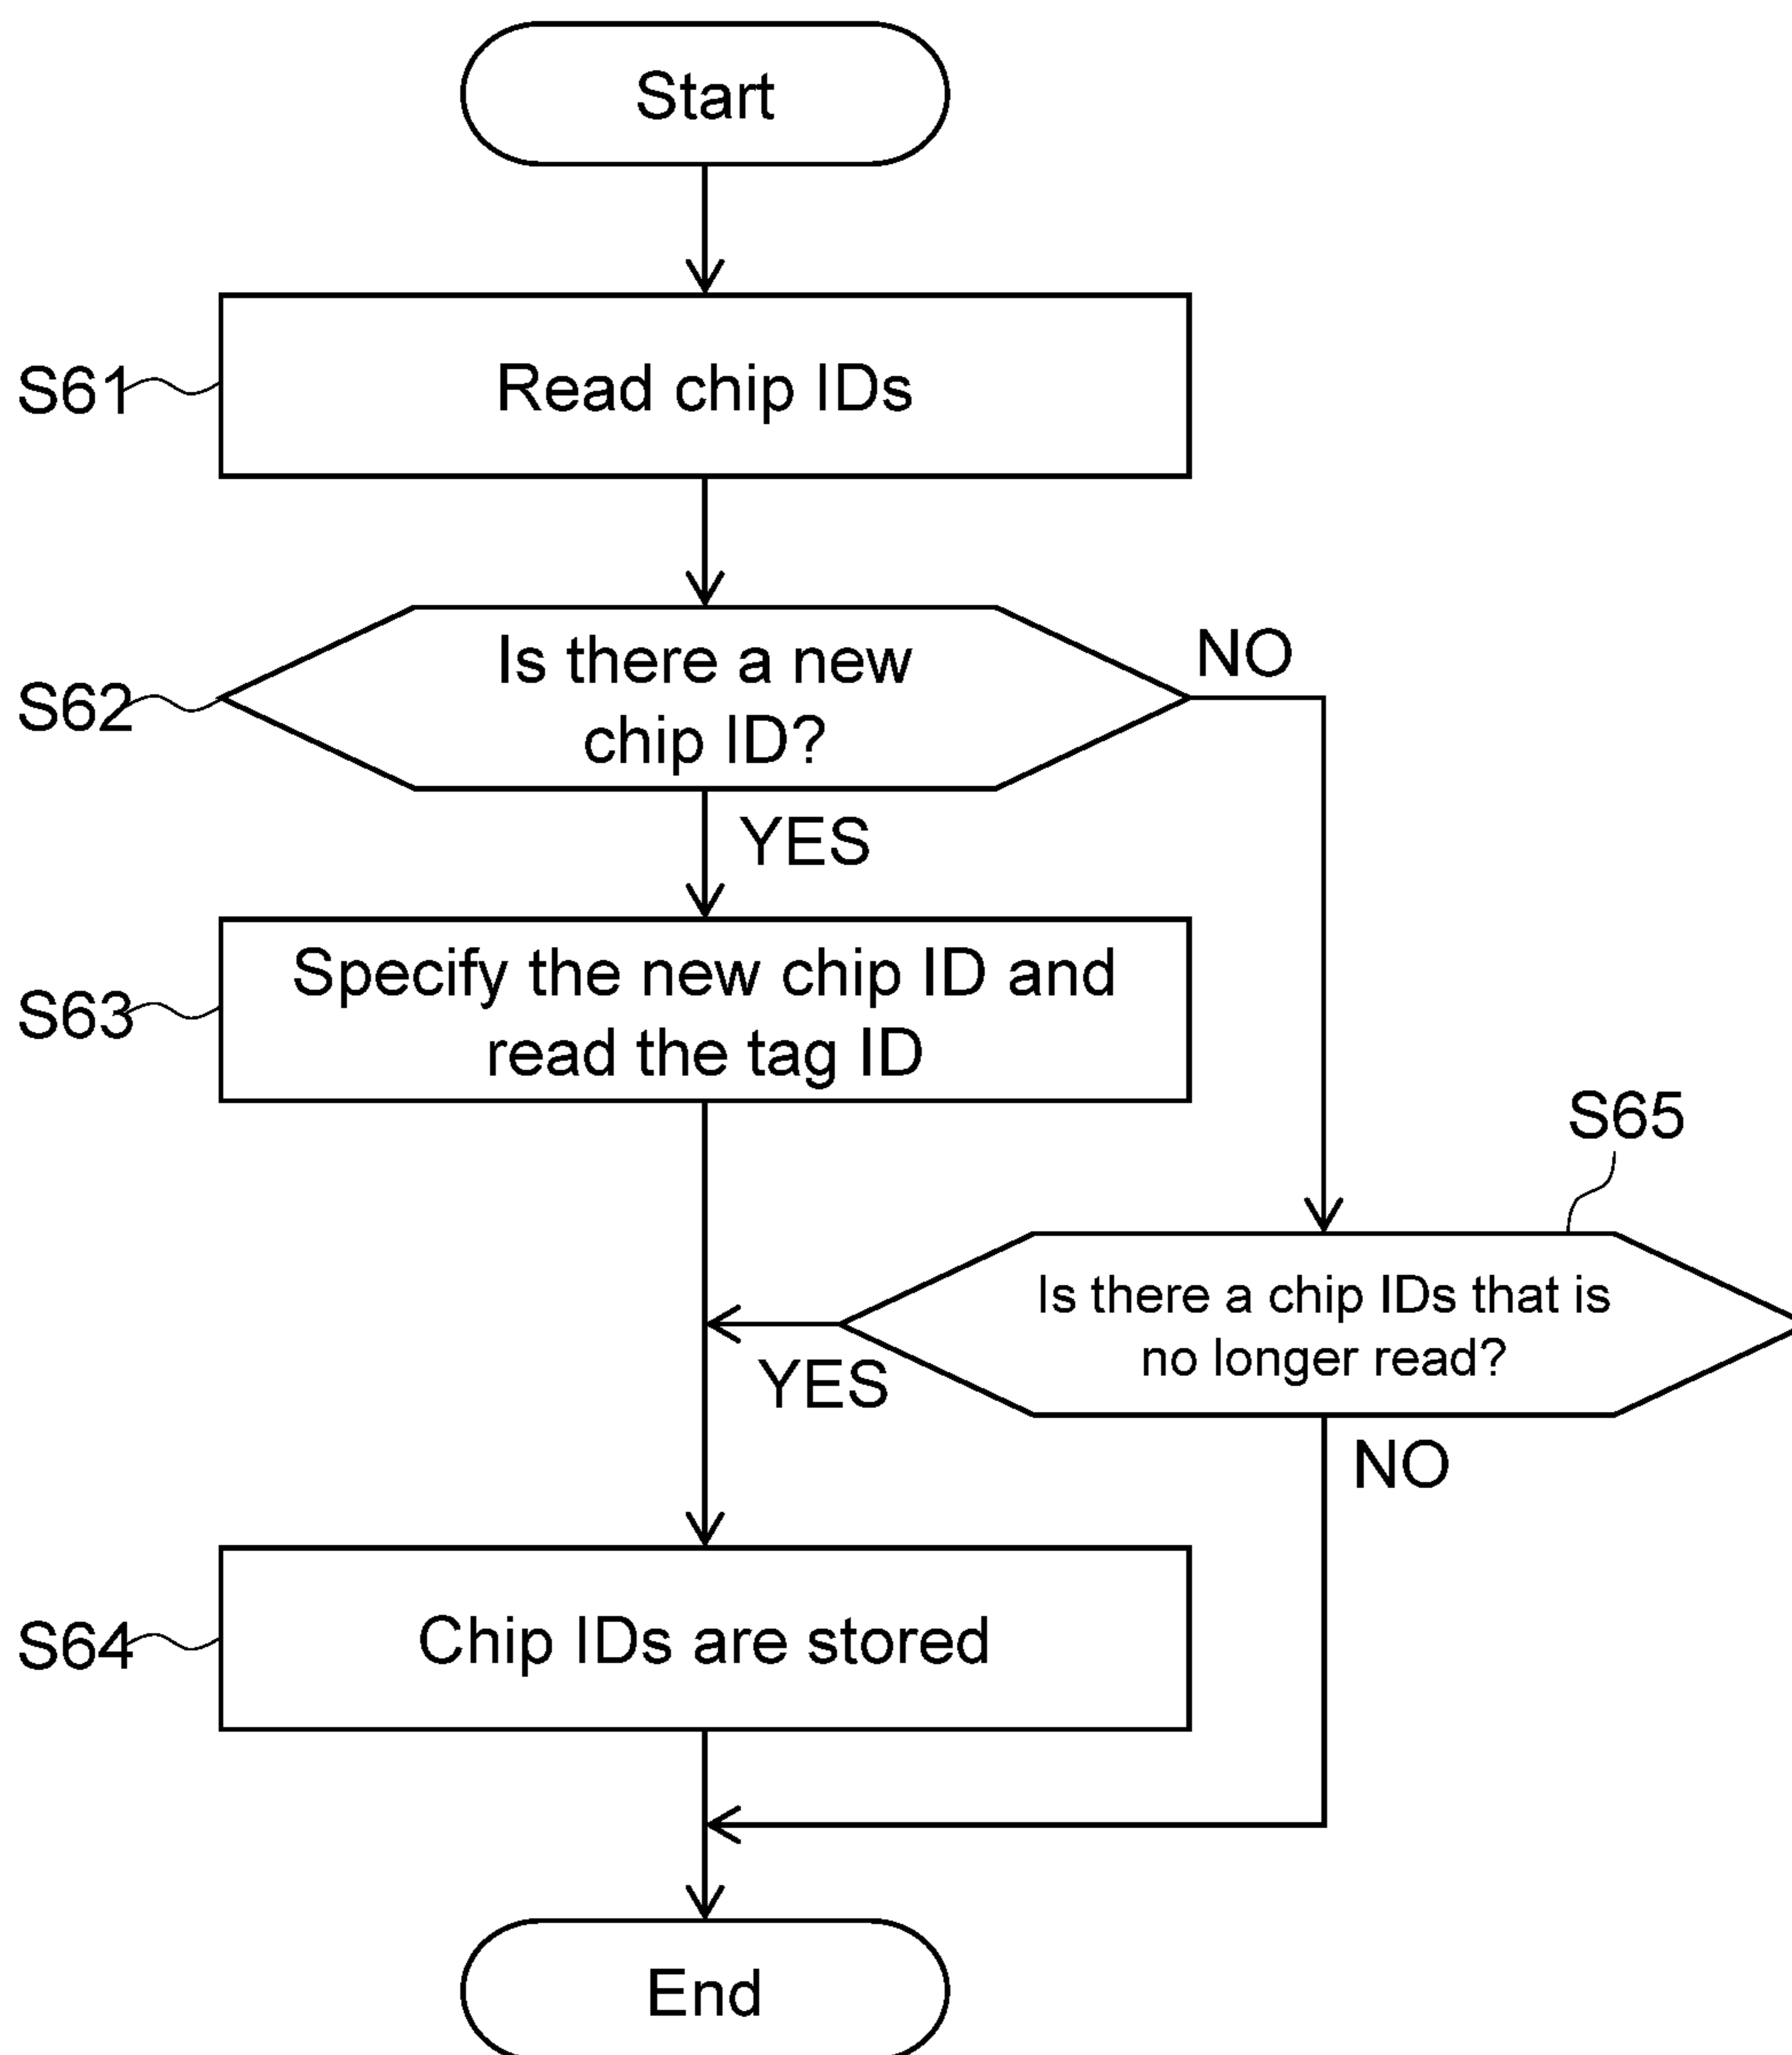 Start
S61
Read chip IDs
S62
Is there a new
chip ID?
NO
YES
S63
Specify the new chip ID and
read the tag ID
S65
Is there a chip IDs that is
no longer read?
YES
NO
S64
Chip IDs are stored
End